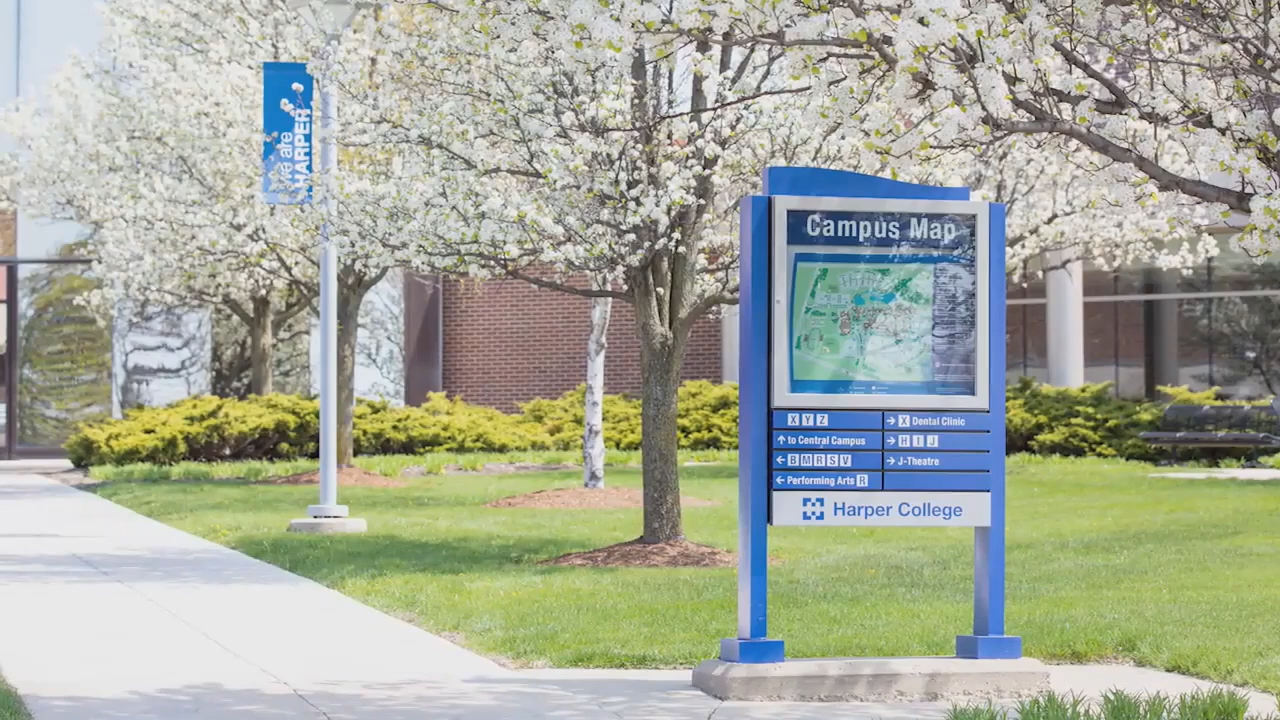 we are
HARPER
Campus Map
X Y Z
↑ to Central Campus
← B M R S V
← Performing Arts R
→ X Dental Clinic
→ H I J
→ J-Theatre
Harper College